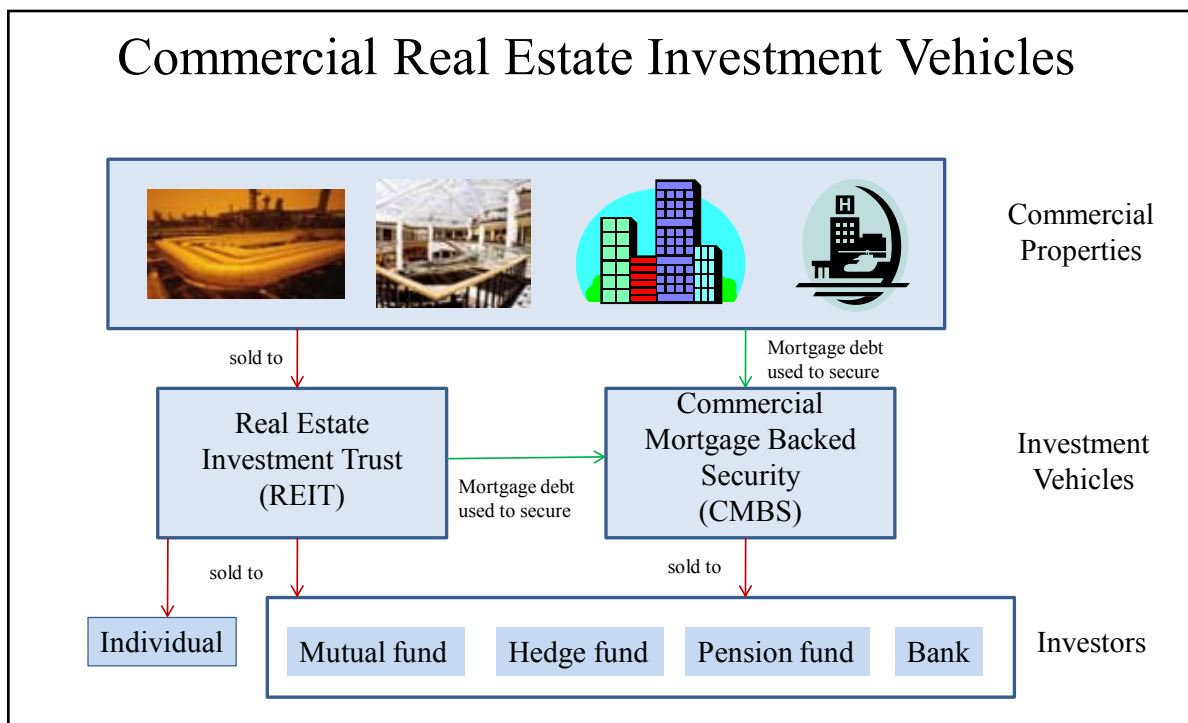 Commercial Real Estate Investment Vehicles
H
Commercial
Properties
sold to
Mortgage debt
used to secure
Real Estate
Investment Trust
(REIT)
Mortgage debt
used to secure
Commercial
Mortgage Backed
Security
(CMBS)
Investment
Vehicles
sold to
sold to
Individual
Mutual fund
Hedge fund
Pension fund
Bank
Investors